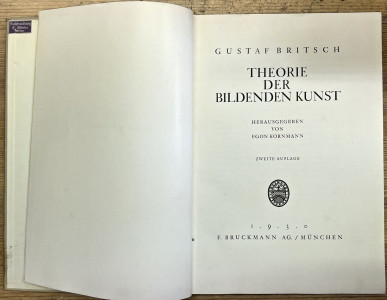 GUSTAF BRITSCH
THEORIE
DER
BILDENDEN KUNST
HERAUSGEGEBEN
VON
EGON KORNMANN
ZWEITE AUFLAGE
1.9.3.0
F. BRUCKMANN AG./MÜNCHEN